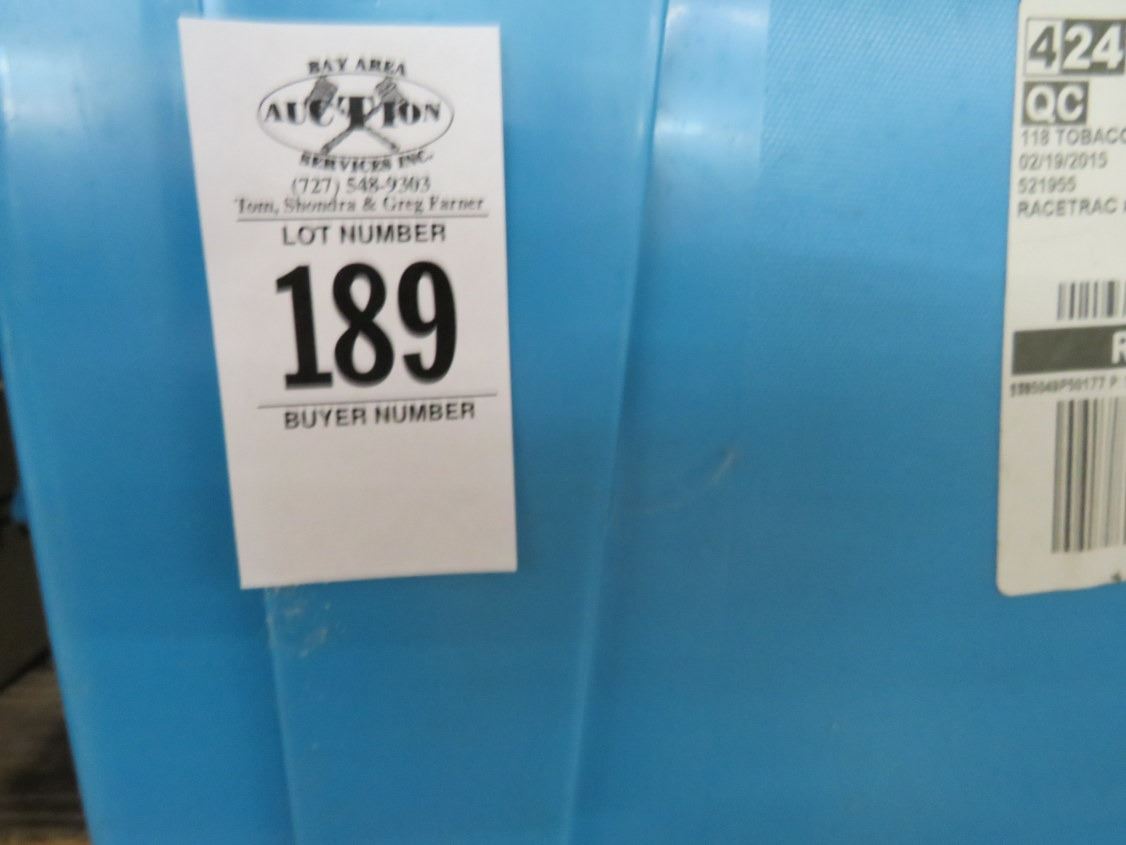 BAY AREA
AUCTION
SERVICES INC.
(727) 548-9303
Tom, Shondra & Greg Farner
LOT NUMBER
189
BUYER NUMBER
424
QC
118 TOBACC
02/19/2015
521955
RACETRAC
R